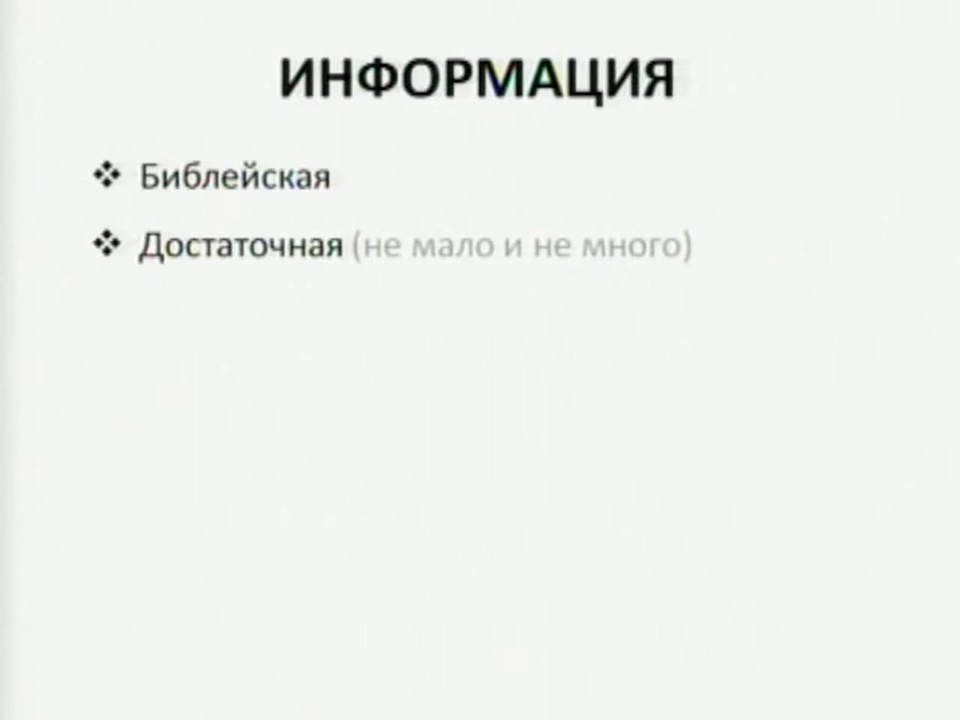 ИНФОРМАЦИЯ
❖ Библейская
❖ Достаточная (не мало и не много)